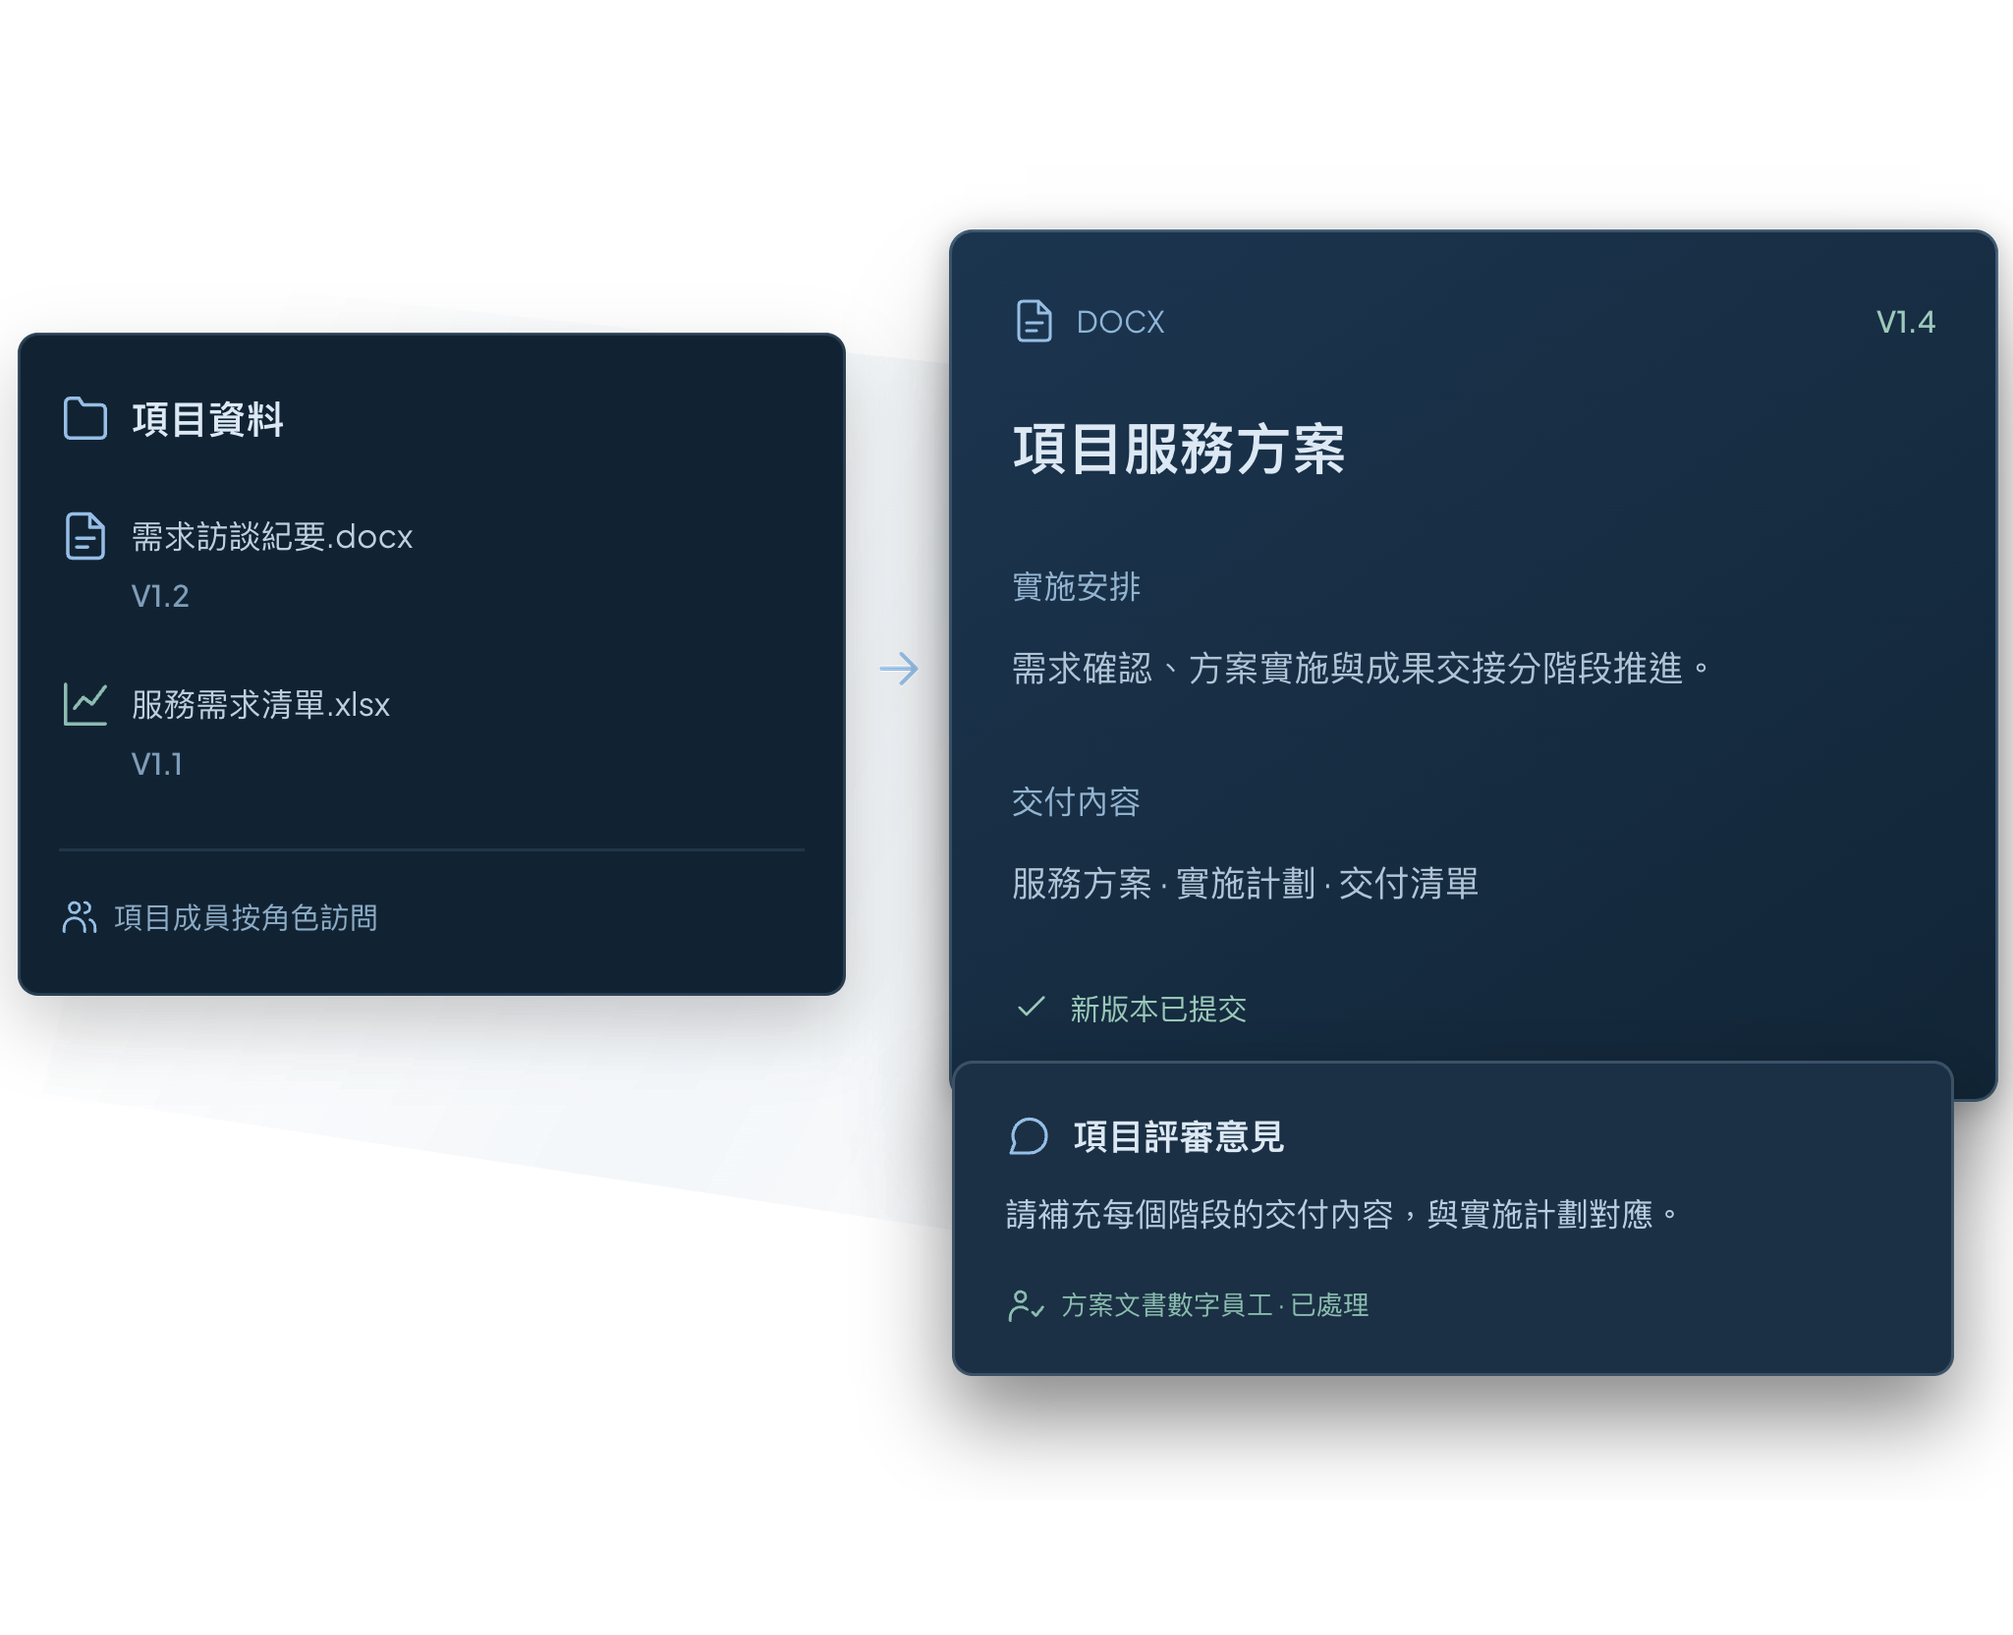 項目資料
需求訪談紀要.docx
V1.2
服務需求清單.xlsx
V1.1
項目成員按角色訪問
DOCX
V1.4
項目服務方案
實施安排
需求確認、方案實施與成果交接分階段推進。
交付內容
服務方案·實施計劃·交付清單
新版本已提交
項目評審意見
請補充每個階段的交付內容，與實施計劃對應。
方案文書數字員工·已處理